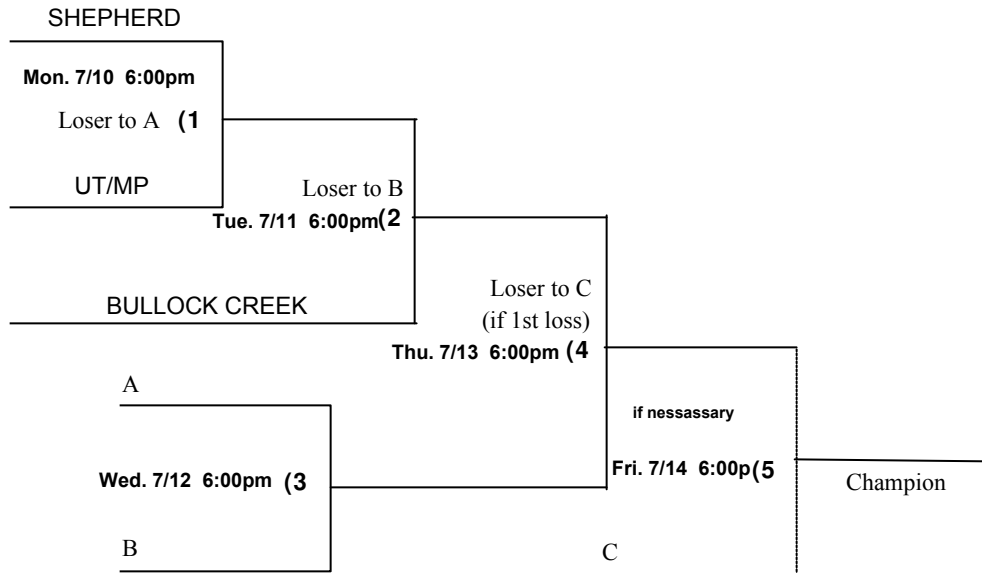 SHEPHERD
Mon. 7/10 6:00pm
Loser to A (1
UT/MP
Loser to B
Tue. 7/11 6:00pm(2
BULLOCK CREEK
Loser to C
(if 1st loss)
Thu. 7/13 6:00pm (4
A
if nessassary
Wed. 7/12 6:00pm (3
Fri. 7/14 6:00p(5
Champion
B
C